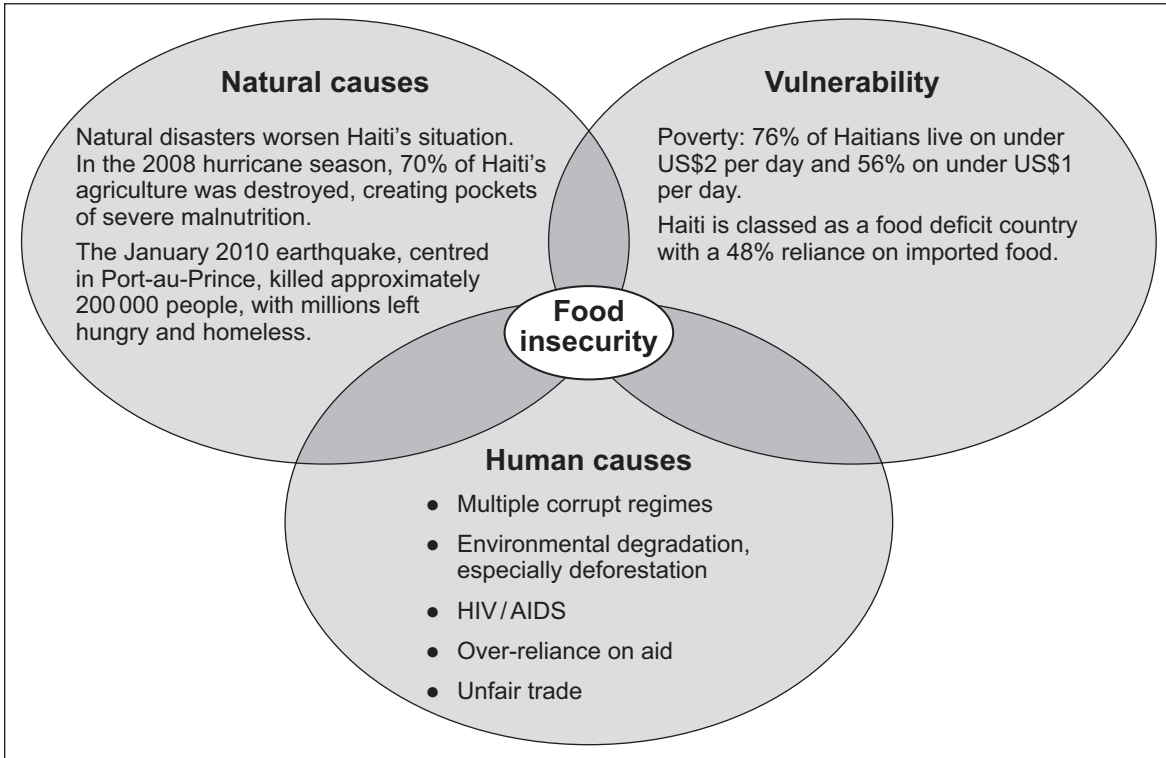 Natural causes
Natural disasters worsen Haiti's situation.
In the 2008 hurricane season, 70% of Haiti's
agriculture was destroyed, creating pockets
of severe malnutrition.
The January 2010 earthquake, centred
in Port-au-Prince, killed approximately
200 000 people, with millions left
hungry and homeless.
Vulnerability
Poverty: 76% of Haitians live on under
US$2 per day and 56% on under US$1
per day.
Haiti is classed as a food deficit country
with a 48% reliance on imported food.
Food
insecurity
Human causes
● Multiple corrupt regimes
● Environmental degradation,
especially deforestation
● HIV / AIDS
● Over-reliance on aid
● Unfair trade